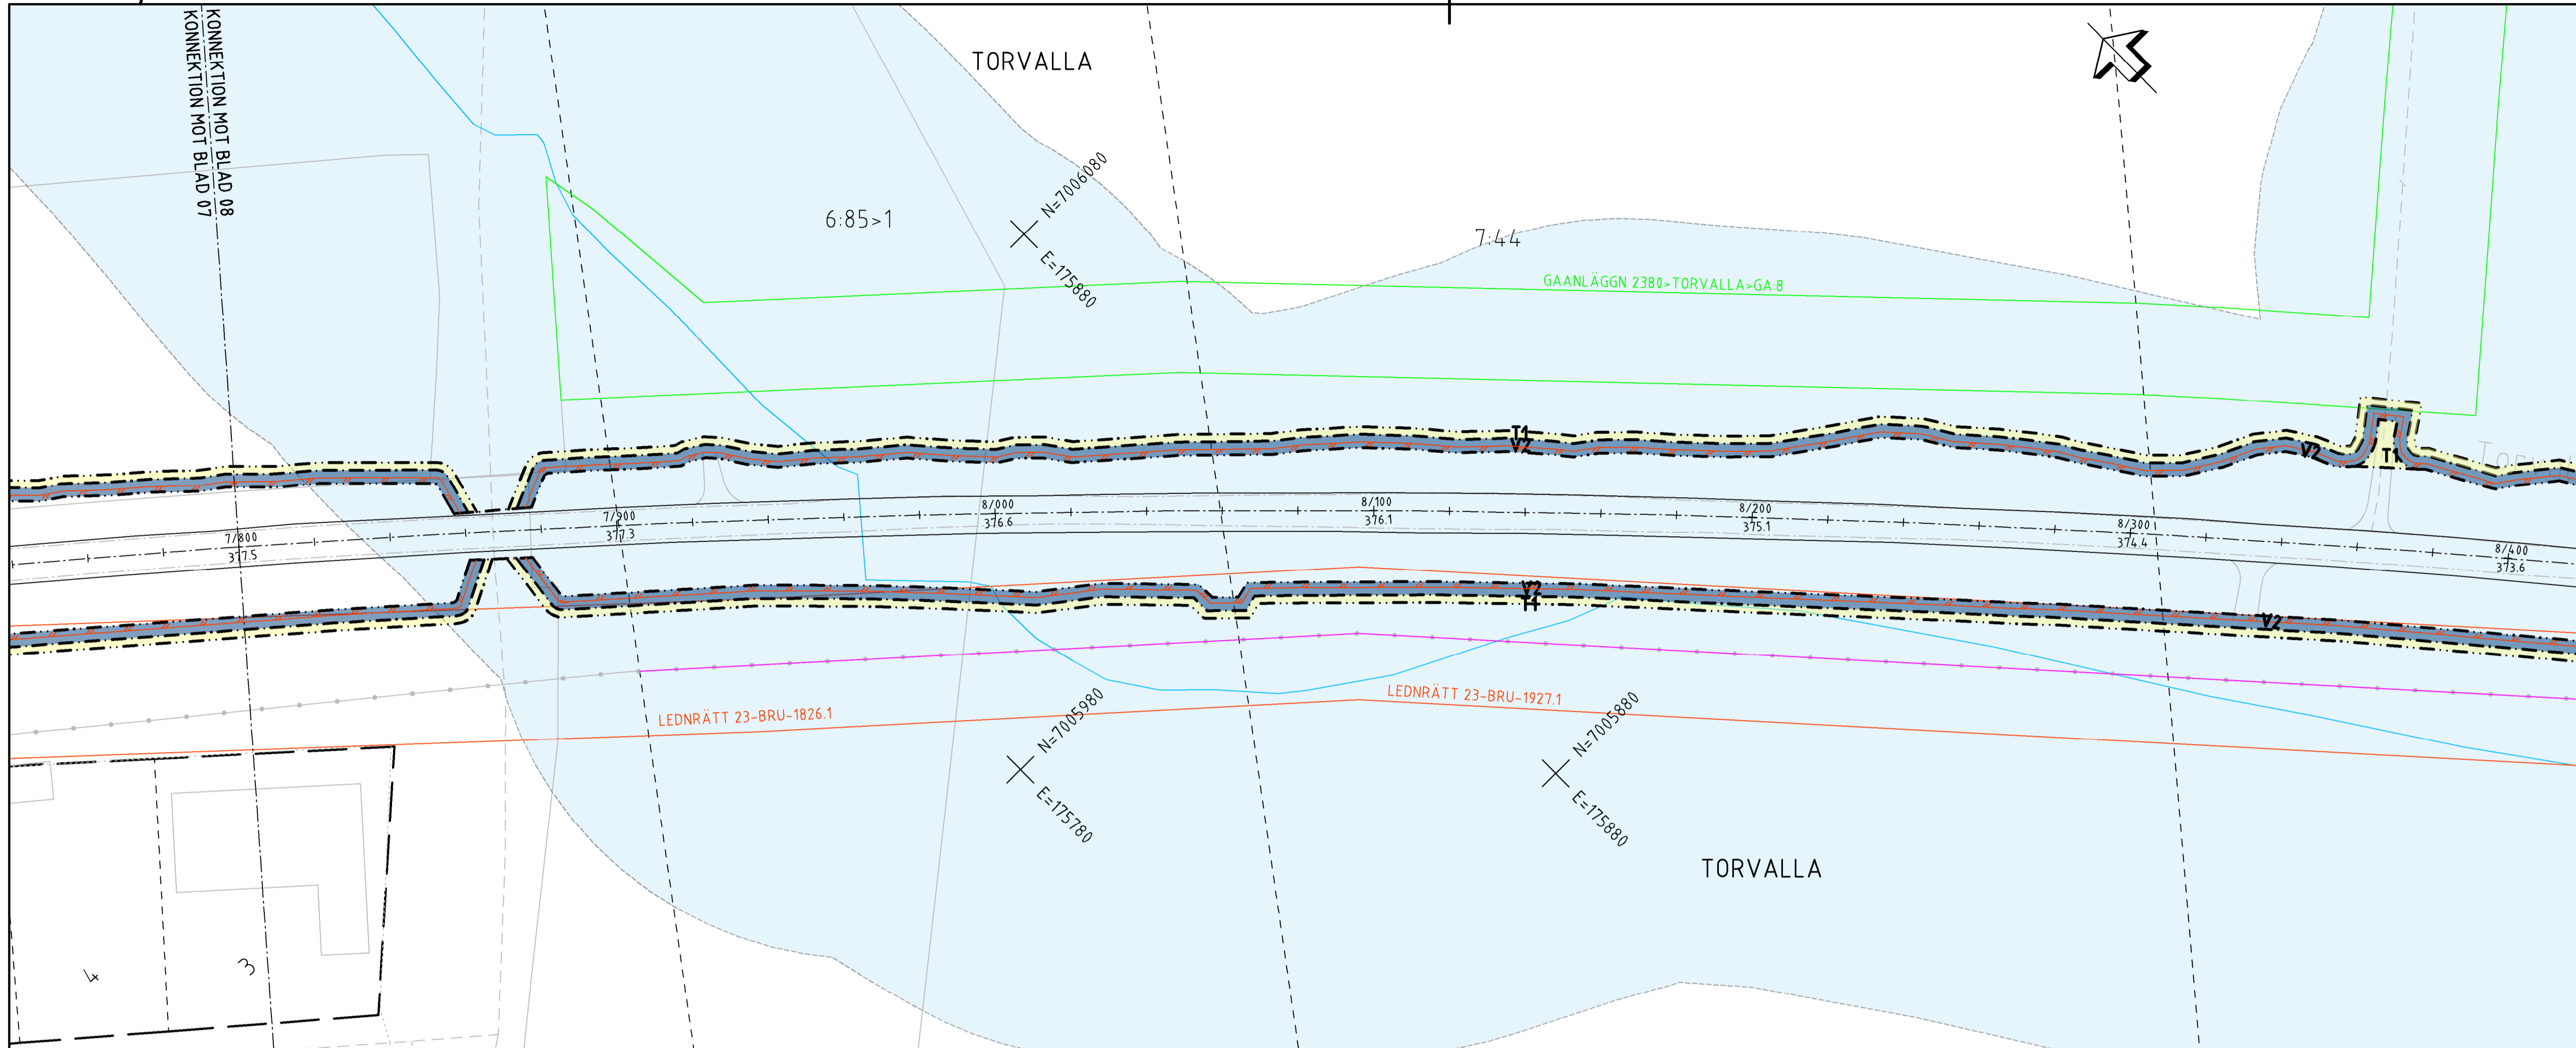 KONNEKTION MOT BLAD 08
KONNEKTION MOT BLAD 07
TORVALLA
6:85>1
N=7006080
E=175880
7:44
GAANLÄGGN 2380>TORVALLA>GA:8
T1
V2
V2
T1
7/800
377.5
7/900
377.3
8/000
376.6
8/100
376.1
8/200
375.1
8/300
374.4
8/400
373.6
V2
T1
V2
LEDNRÄTT 23-BRU-1826.1
LEDNRÄTT 23-BRU-1927.1
N=7005980
E=175780
N=7005880
E=175880
TORVALLA
4
3